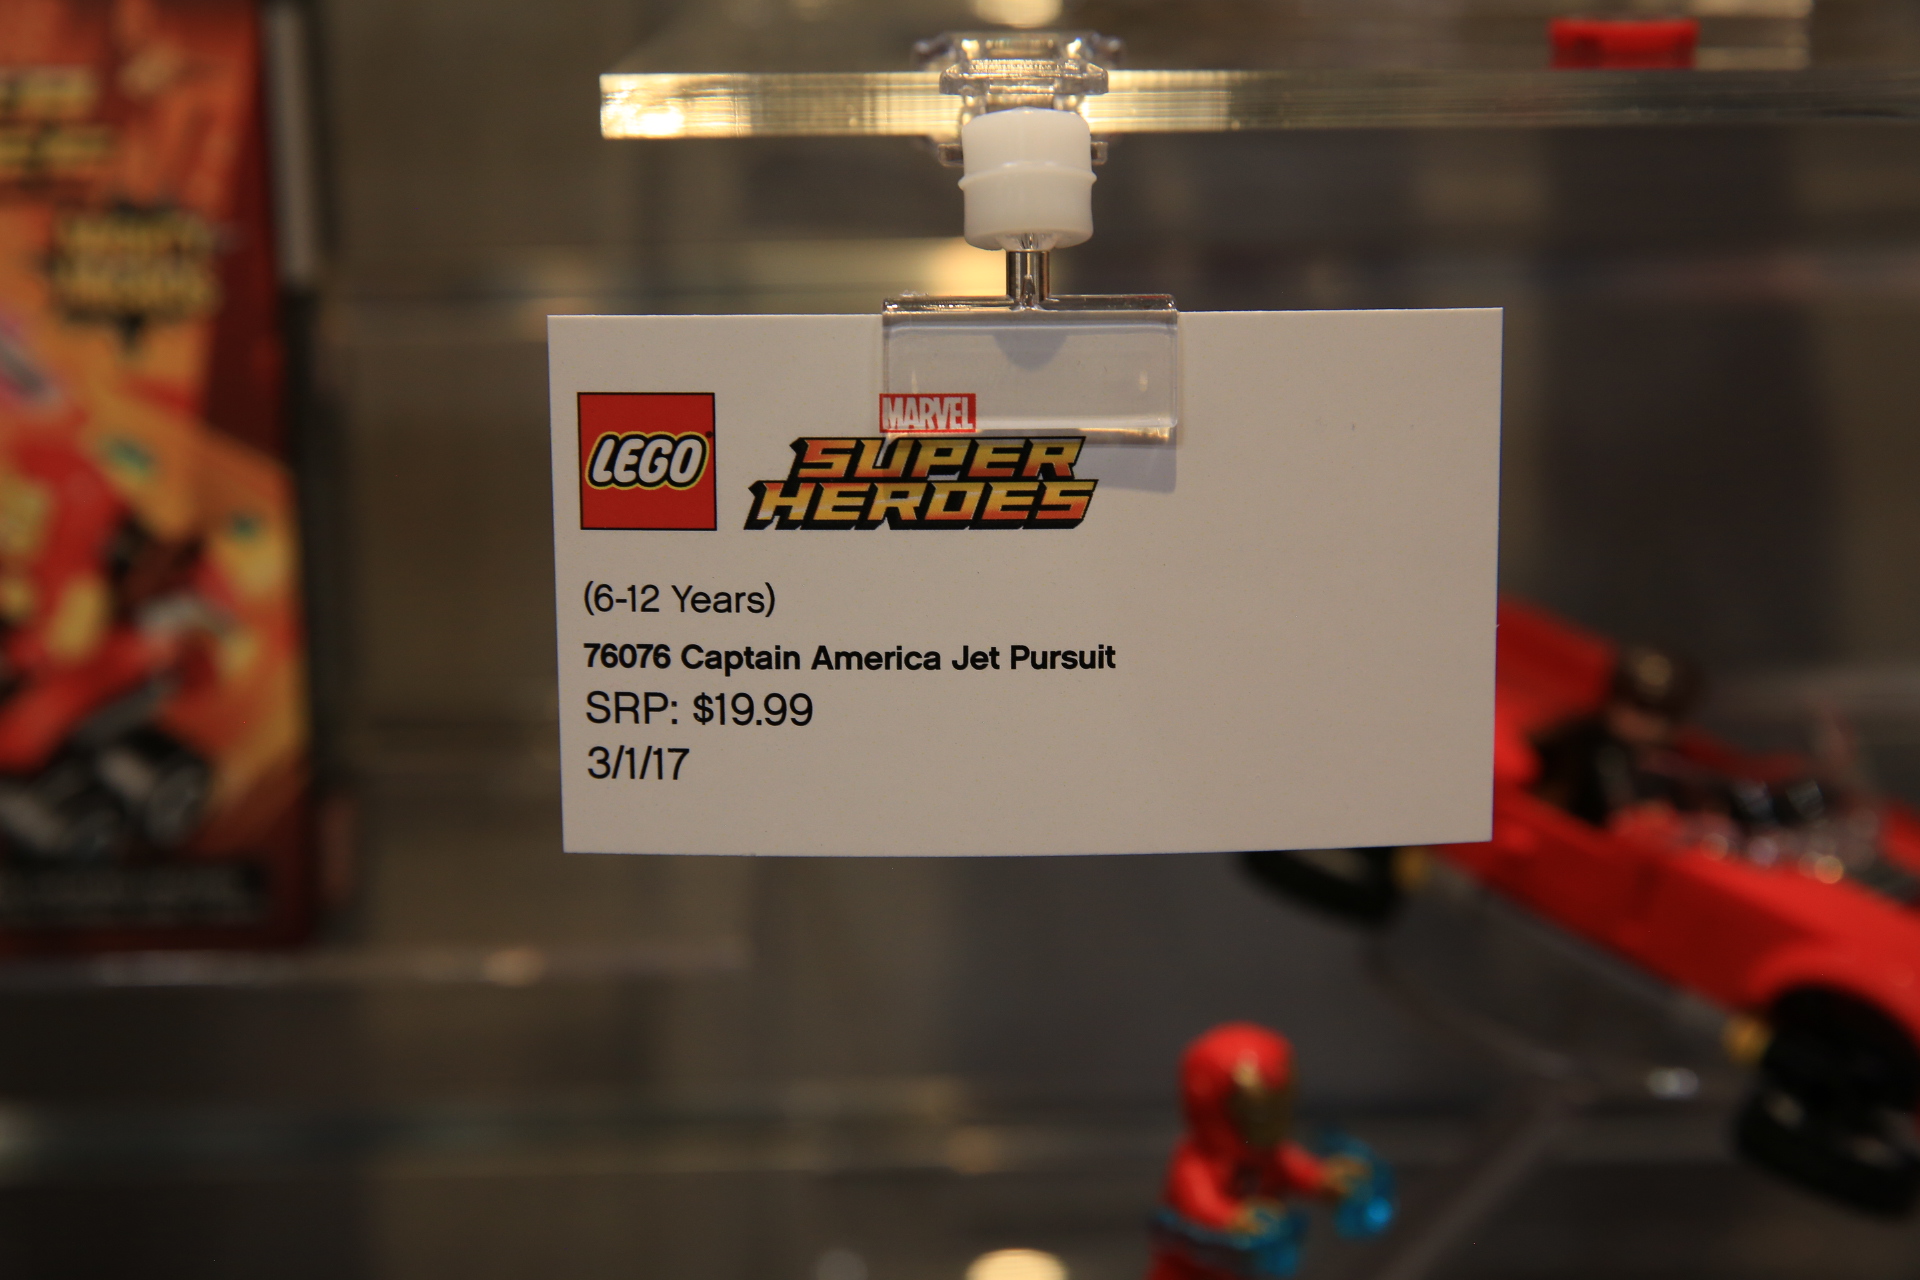 LEGO
MARVEL
SUPER
HEROES
(6-12 Years)
76076 Captain America Jet Pursuit
SRP: $19.99
3/1/17